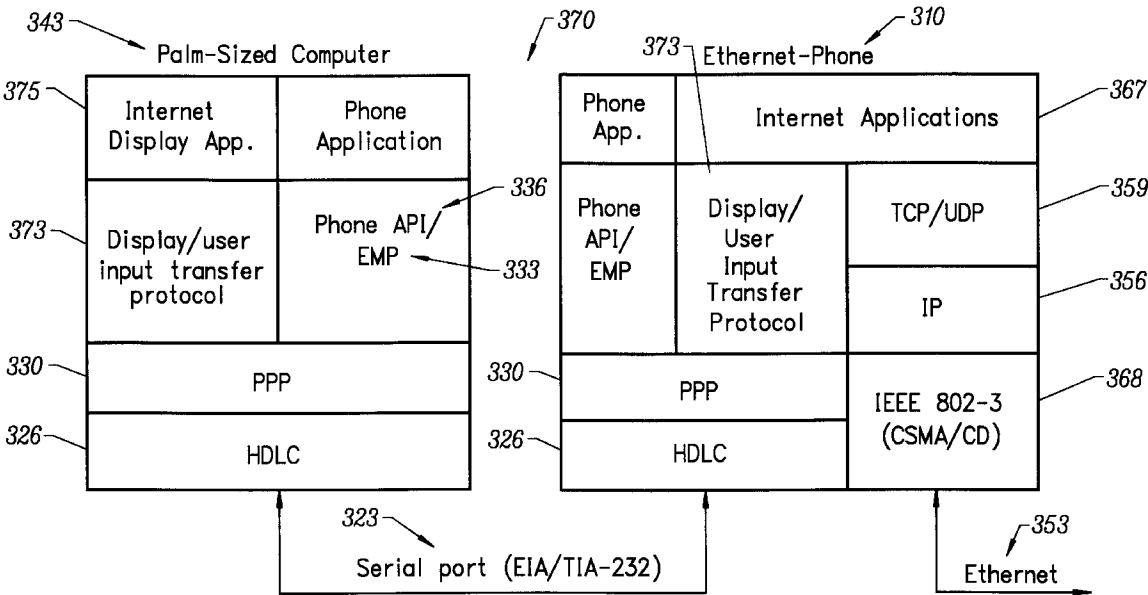 343
370
310
Palm-Sized Computer
373
Ethernet-Phone
375
Internet
Display App.
Phone
Application
Phone
App.
Internet Applications
367
373
Display/user
input transfer
protocol
336
Phone API/
EMP
333
Phone
API/
EMP
Display/
User
Input
Transfer
Protocol
TCP/UDP
359
IP
356
330
PPP
330
PPP
IEEE 802-3
(CSMA/CD)
368
326
HDLC
326
HDLC
323
Serial port (EIA/TIA-232)
353
Ethernet